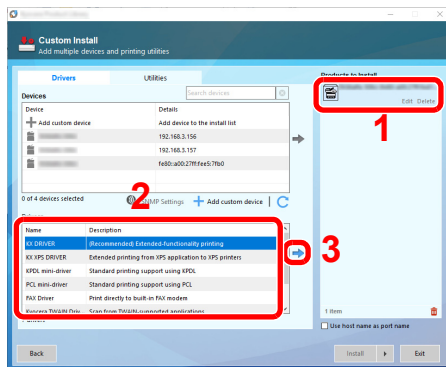 Custom Install
Add multiple devices and printing utilities
Drivers
Utilities
Products to Install
Devices
Search devices
Edit Delete
Device
Details
Add custom device
Add device to the install list
192.168.3.156
192.168.3.157
fe80::a00:27ff:fee5:7fb0
1
0 of 4 devices selected
2
SNMP Settings
Add custom device
Name
Description
KX DRIVER
(Recommended) Extended-functionality printing
3
KX XPS DRIVER
Extended printing from XPS application to XPS printers
KPDL mini-driver
Standard printing support using KPDL
PCL mini-driver
Standard printing support using PCL
FAX Driver
Print directly to built-in FAX modem
Kyocera TWAIN Driv...
Scan from TWAIN-supported applications
1 item
Use host name as port name
Back
Install
Exit